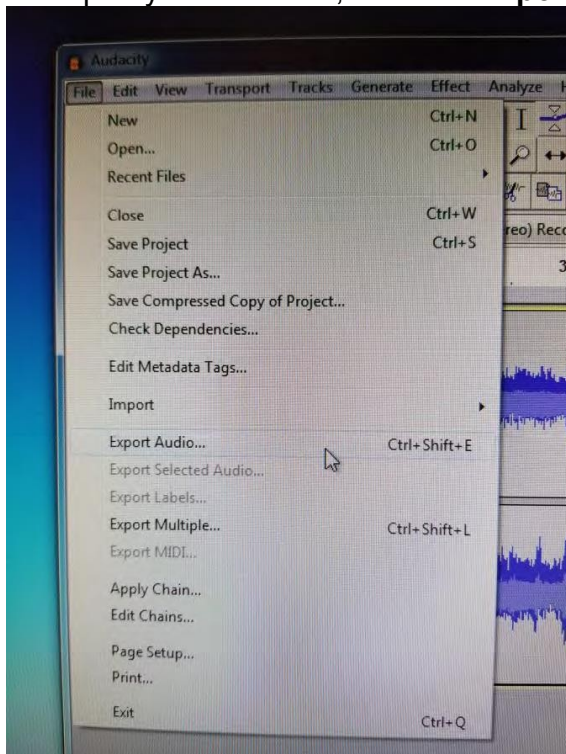 Audacity
File Edit View Transport Tracks Generate Effect Analyze
New Ctrl+N
Open... Ctrl+O
Recent Files
Close Ctrl+W
Save Project Ctrl+S
Save Project As...
Save Compressed Copy of Project...
Check Dependencies...
Edit Metadata Tags...
Import
Export Audio... Ctrl+Shift+E
Export Selected Audio...
Export Labels...
Export Multiple... Ctrl+Shift+L
Export MIDI...
Apply Chain...
Edit Chains...
Page Setup...
Print...
Exit Ctrl+Q
reo) Reco
3